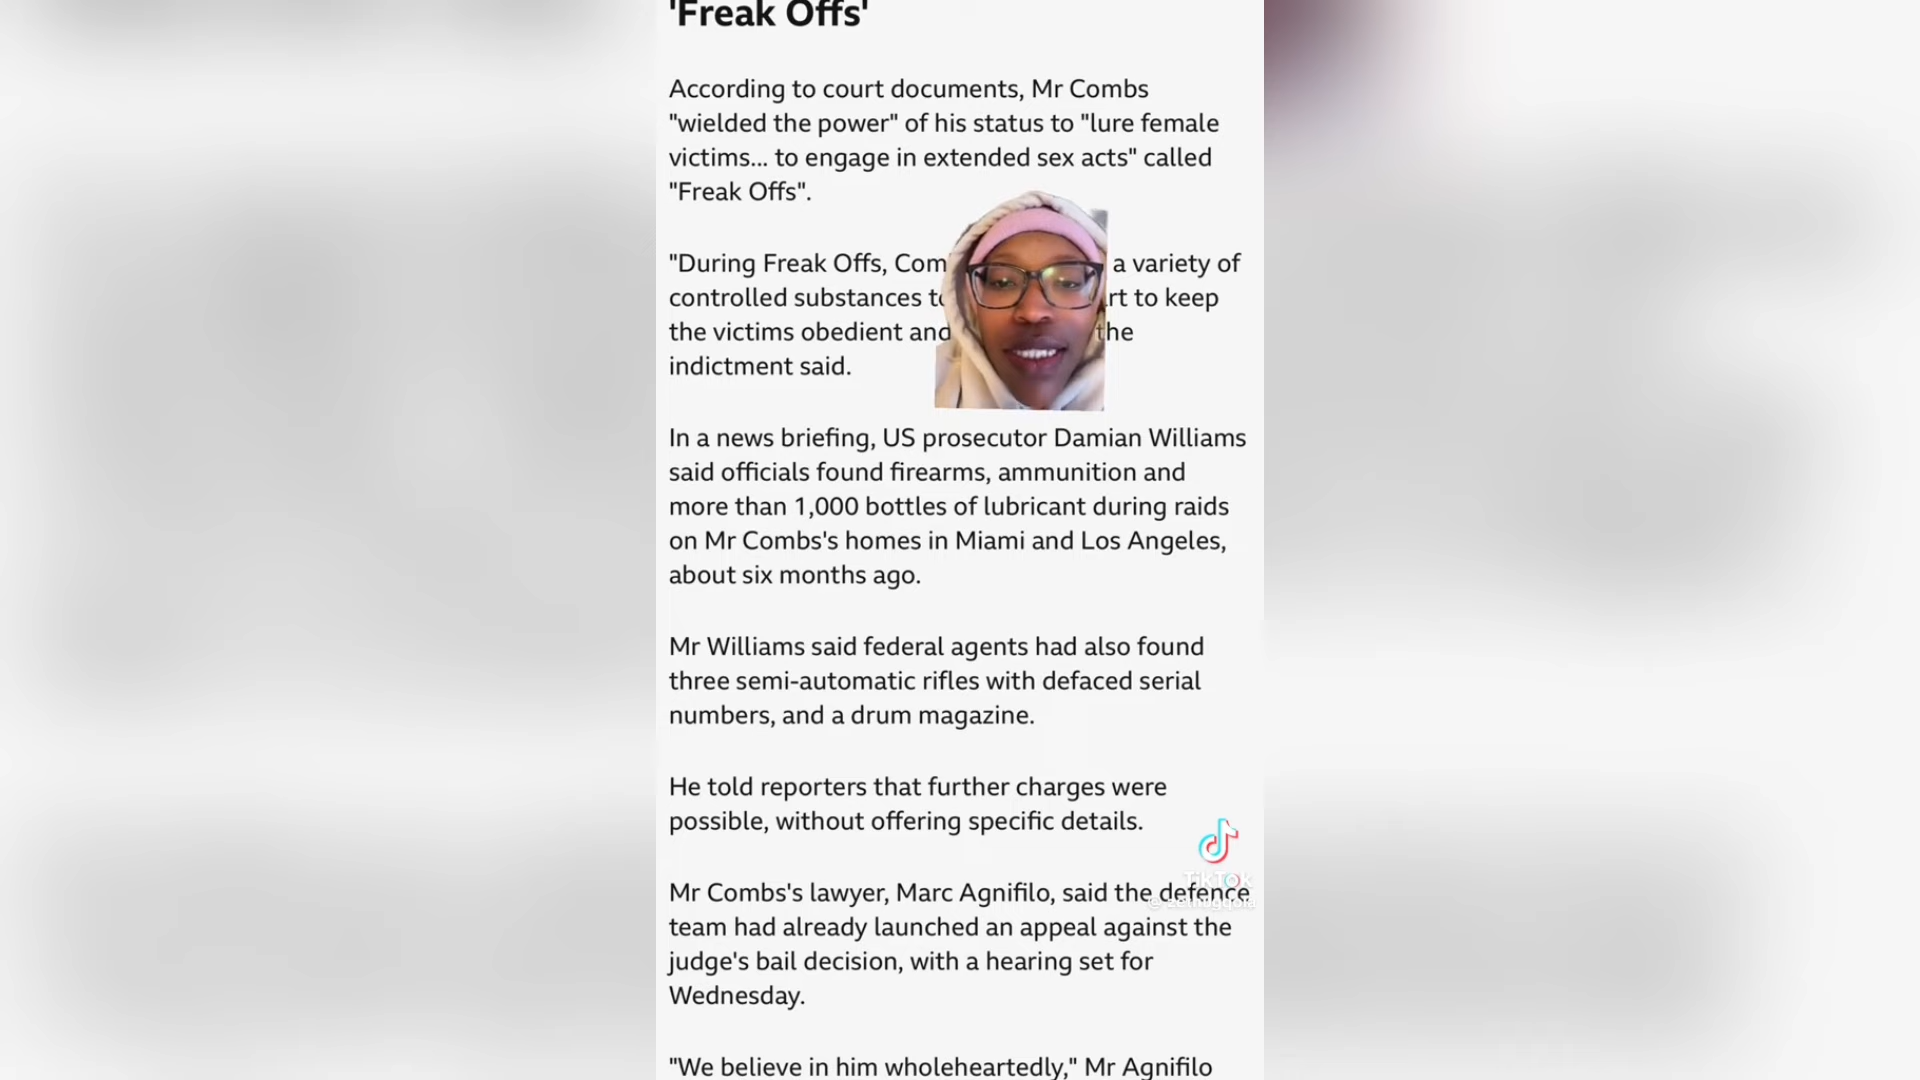 'Freak Offs'
According to court documents, Mr Combs
"wielded the power" of his status to "lure female
victims... to engage in extended sex acts" called
"Freak Offs".
"During Freak Offs, Com a variety of
controlled substances rt to keep
the victims obedient and the
indictment said.
In a news briefing, US prosecutor Damian Williams
said officials found firearms, ammunition and
more than 1,000 bottles of lubricant during raids
on Mr Combs's homes in Miami and Los Angeles,
about six months ago.
Mr Williams said federal agents had also found
three semi-automatic rifles with defaced serial
numbers, and a drum magazine.
He told reporters that further charges were
possible, without offering specific details.
TikTok
Mr Combs's lawyer, Marc Agnifilo, said the defence
team had already launched an appeal against the
judge's bail decision, with a hearing set for
Wednesday.
"We believe in him wholeheartedly," Mr Agnifilo